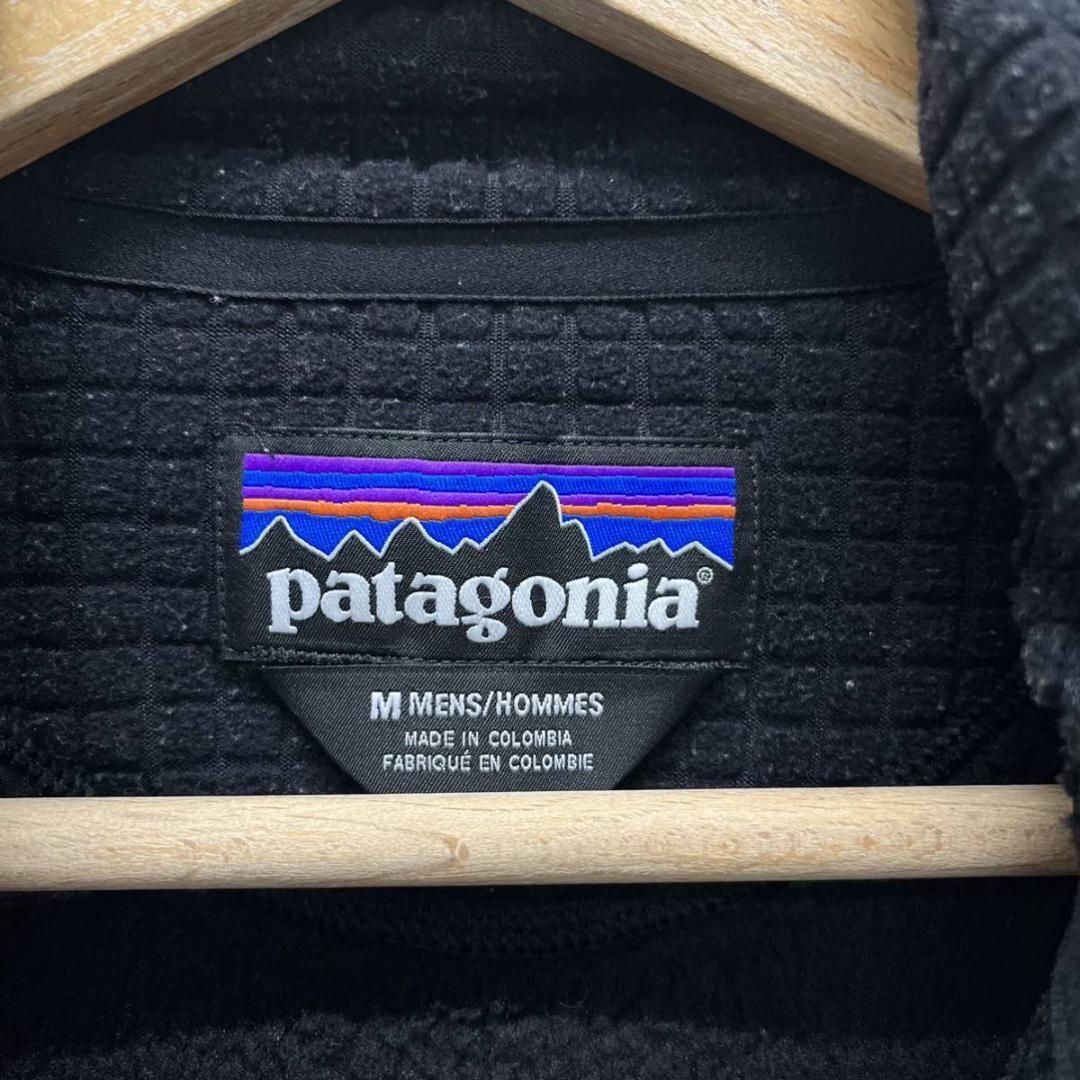 patagonia®
M MENS/HOMMES
MADE IN COLOMBIA
FABRIQUÉ EN COLOMBIE